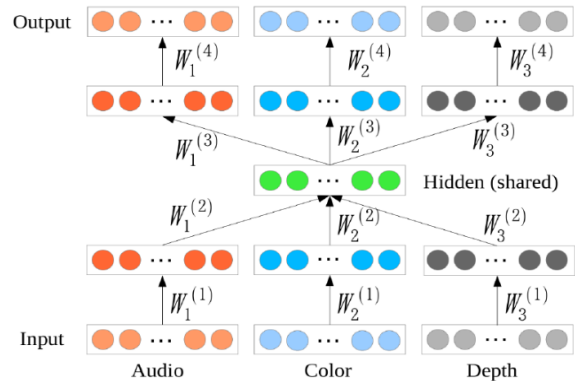 Output
··· ··· ···
W₁⁽⁴⁾ W₂⁽⁴⁾ W₃⁽⁴⁾
··· ··· ···
W₁⁽³⁾ W₂⁽³⁾ W₃⁽³⁾
··· Hidden (shared)
W₁⁽²⁾ W₂⁽²⁾ W₃⁽²⁾
··· ··· ···
W₁⁽¹⁾ W₂⁽¹⁾ W₃⁽¹⁾
Input ··· ··· ···
Audio Color Depth